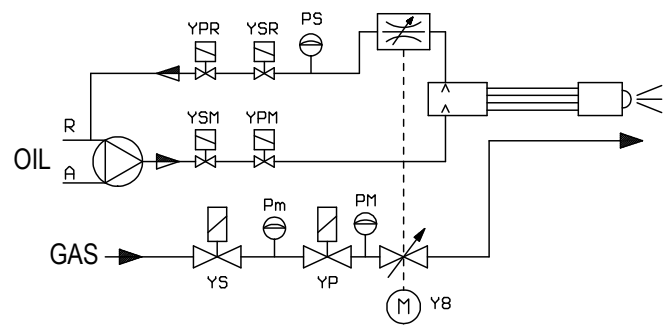 YPR YSR PS
R
YSM YPM
OIL
A
Pm PM
GAS
YS YP
M Y8